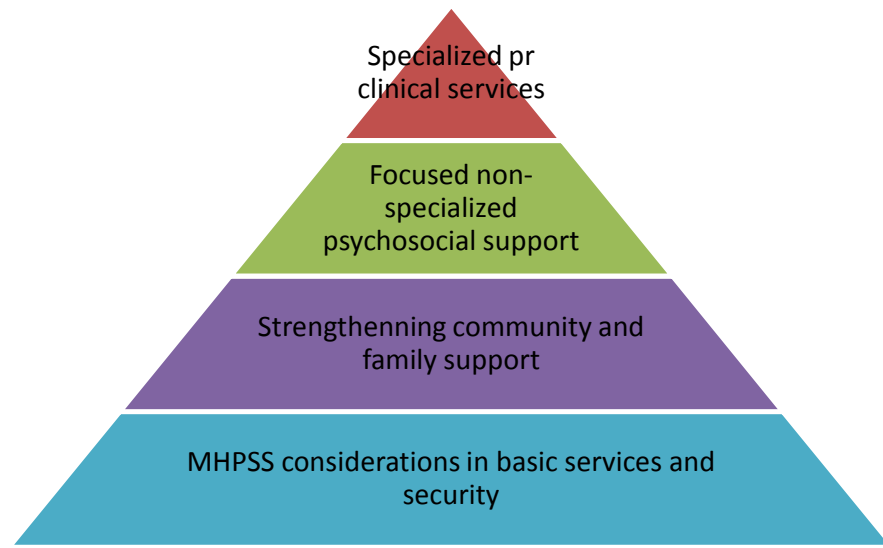 Specialized pr
clinical services
Focused non-
specialized
psychosocial support
Strengthenning community and
family support
MHPSS considerations in basic services and
security